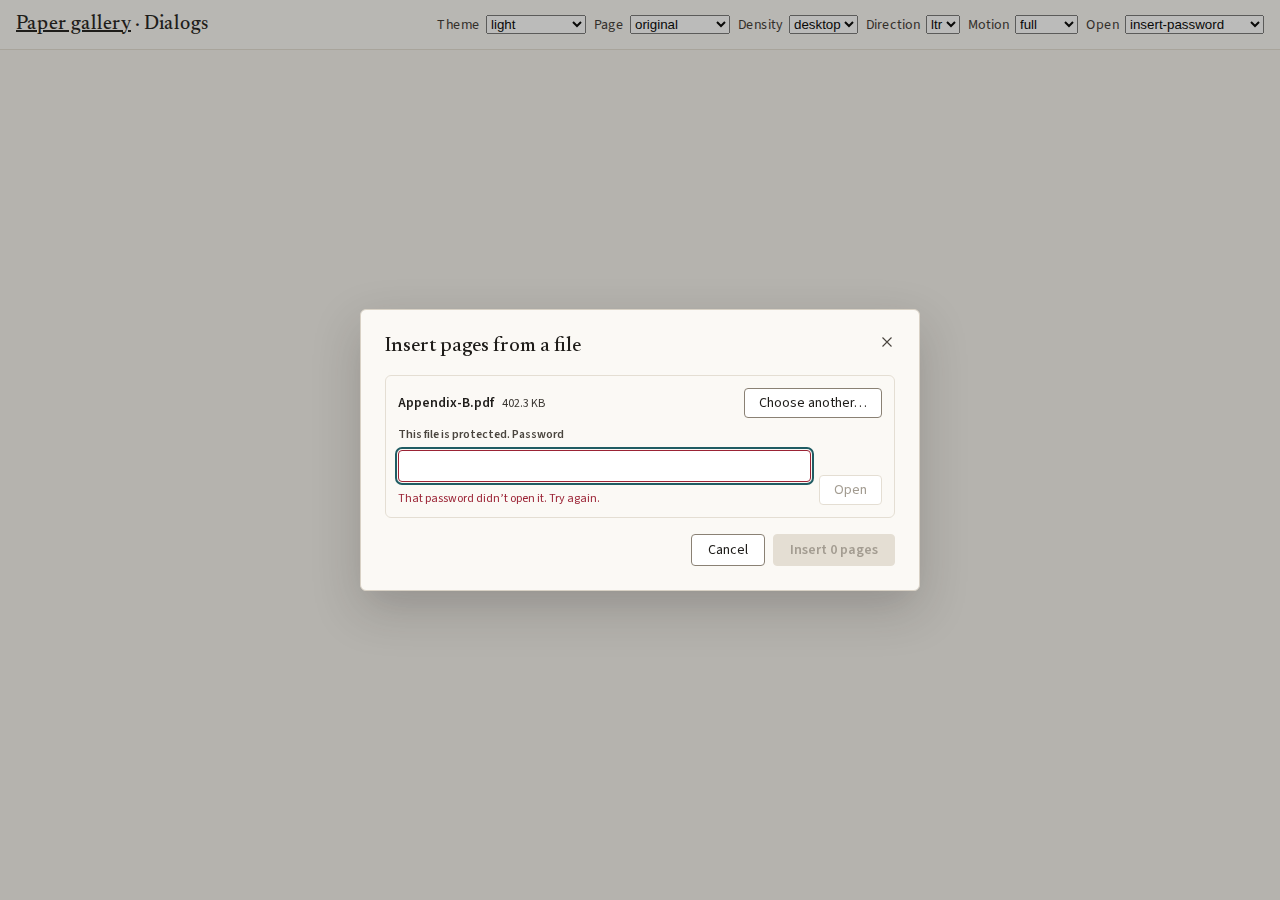 Paper gallery · Dialogs
Theme light Page original Density desktop Direction ltr Motion full Open insert-password
Insert pages from a file
Appendix-B.pdf 402.3 KB Choose another…
This file is protected. Password
That password didn’t open it. Try again.
Open
Cancel Insert 0 pages